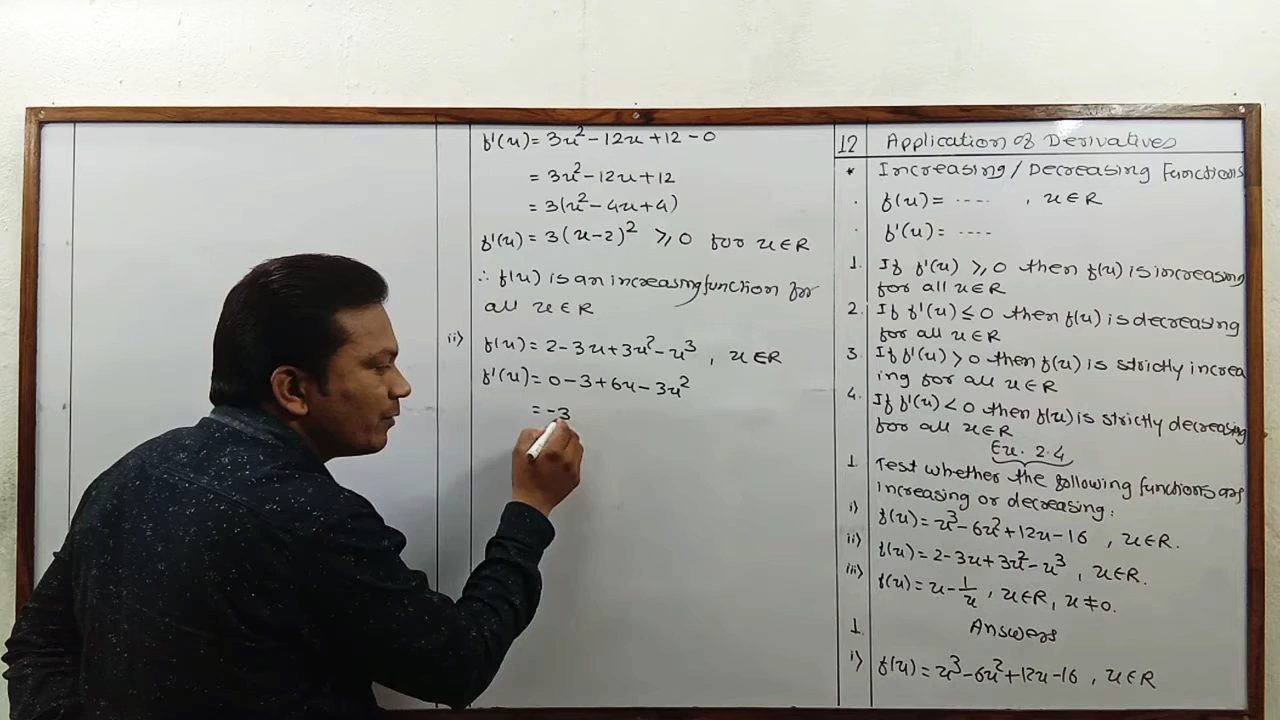 f'(x) = 3x² - 12x + 12 - 0
= 3x² - 12x + 12
= 3(x² - 4x + 4)
f'(x) = 3(x-2)² ≥ 0 for x∈R
∴ f(x) is an increasing function for
all x∈R
ii) f(x) = 2 - 3x + 3x² - x³ , x∈R
f'(x) = 0 - 3 + 6x - 3x²
= -3
12 Application of Derivatives
* Increasing/Decreasing Functions
· f(x) = ---- , x∈R
· f'(x) = ----
1. If f'(x) ≥ 0 then f(x) is increasing
for all x∈R
2. If f'(x) ≤ 0 then f(x) is decreasing
for all x∈R
3 If f'(x) > 0 then f(x) is strictly increa
ing for all x∈R
4. If f'(x) < 0 then f(x) is strictly decreasing
for all x∈R
Ex. 2.4
1. Test whether the following functions are
increasing or decreasing :
i) f(x) = x³ - 6x² + 12x - 16 , x∈R.
ii) f(x) = 2 - 3x + 3x² - x³ , x∈R.
iii) f(x) = x - 1/x , x∈R, x ≠ 0.
1. Answers
i) f(x) = x³ - 6x² + 12x - 16 , x∈R